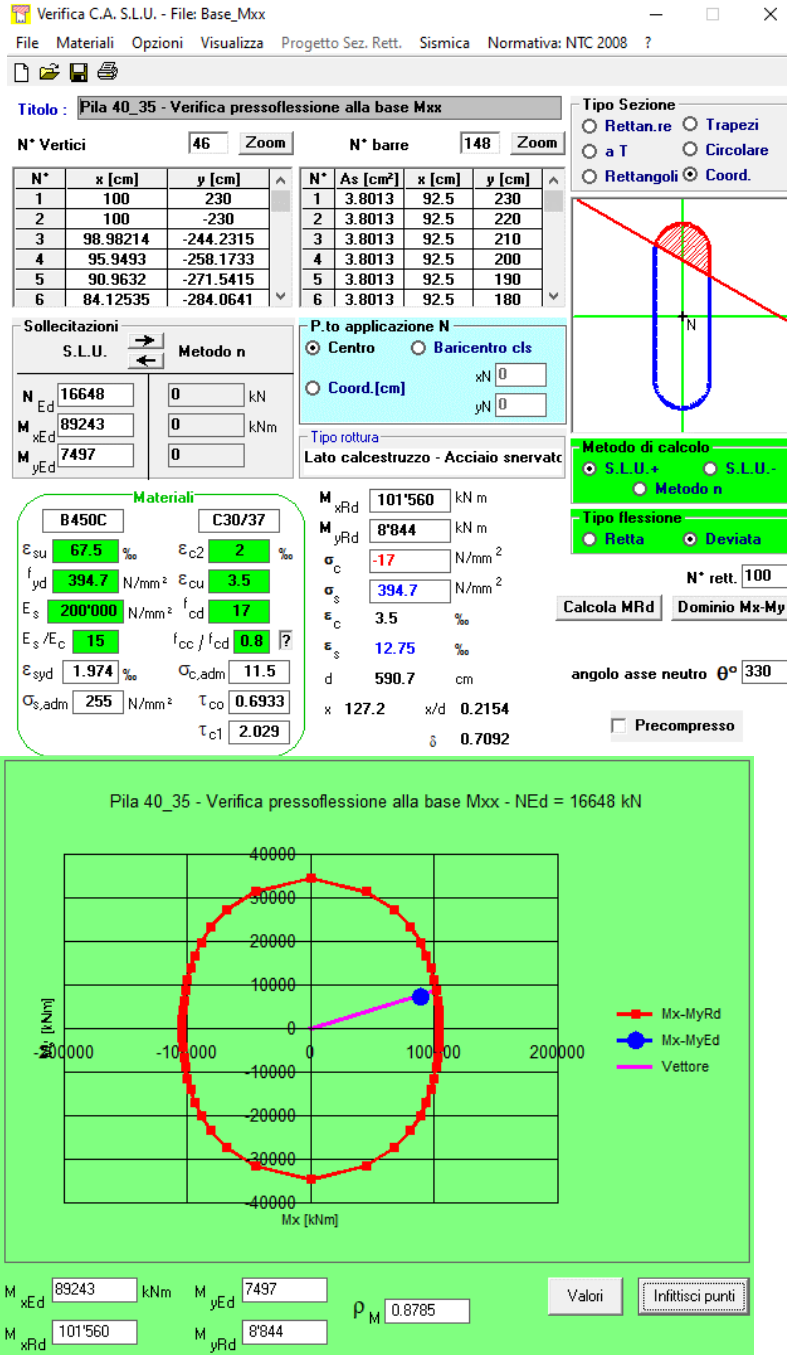 Verifica C.A. S.L.U. - File: Base_Mxx
File Materiali Opzioni Visualizza Progetto Sez. Rett. Sismica Normativa: NTC 2008 ?
Titolo : Pila 40_35 - Verifica pressoflessione alla base Mxx
N° Vertici 46 Zoom N° barre 148 Zoom
N° x [cm] y [cm]
1 100 230
2 100 -230
3 98.98214 -244.2315
4 95.9493 -258.1733
5 90.9632 -271.5415
6 84.12535 -284.0641
N° As [cm²] x [cm] y [cm]
1 3.8013 92.5 230
2 3.8013 92.5 220
3 3.8013 92.5 210
4 3.8013 92.5 200
5 3.8013 92.5 190
6 3.8013 92.5 180
Tipo Sezione
Rettan.re Trapezi
a T Circolare
Rettangoli Coord.
N
Sollecitazioni
S.L.U. Metodo n
N Ed 16648 0 kN
M xEd 89243 0 kNm
M yEd 7497 0
P.to applicazione N
Centro Baricentro cls
Coord.[cm] xN 0
yN 0
Tipo rottura
Lato calcestruzzo - Acciaio snervato
Metodo di calcolo
S.L.U.+ S.L.U.-
Metodo n
Tipo flessione
Retta Deviata
N° rett. 100
Calcola MRd Dominio Mx-My
angolo asse neutro θ° 330
Precompresso
Materiali
B450C C30/37
εsu 67.5 ‰ εc2 2 ‰
fyd 394.7 N/mm² εcu 3.5
Es 200'000 N/mm² fcd 17
Es/Ec 15 fcc / fcd 0.8 ?
εsyd 1.974 ‰ σc,adm 11.5
σs,adm 255 N/mm² τco 0.6933
τc1 2.029
M xRd 101'560 kN m
M yRd 8'844 kN m
σc -17 N/mm²
σs 394.7 N/mm²
εc 3.5 ‰
εs 12.75 ‰
d 590.7 cm
x 127.2 x/d 0.2154
δ 0.7092
Pila 40_35 - Verifica pressoflessione alla base Mxx - NEd = 16648 kN
40000
30000
20000
10000
0
-10000
-20000
-30000
-40000
-200000 -100000 0 100000 200000
Mx [kNm]
Mx-MyRd
Mx-MyEd
Vettore
M xEd 89243 kNm M yEd 7497
ρM 0.8785
M xRd 101'560 M yRd 8'844
Valori Infittisci punti